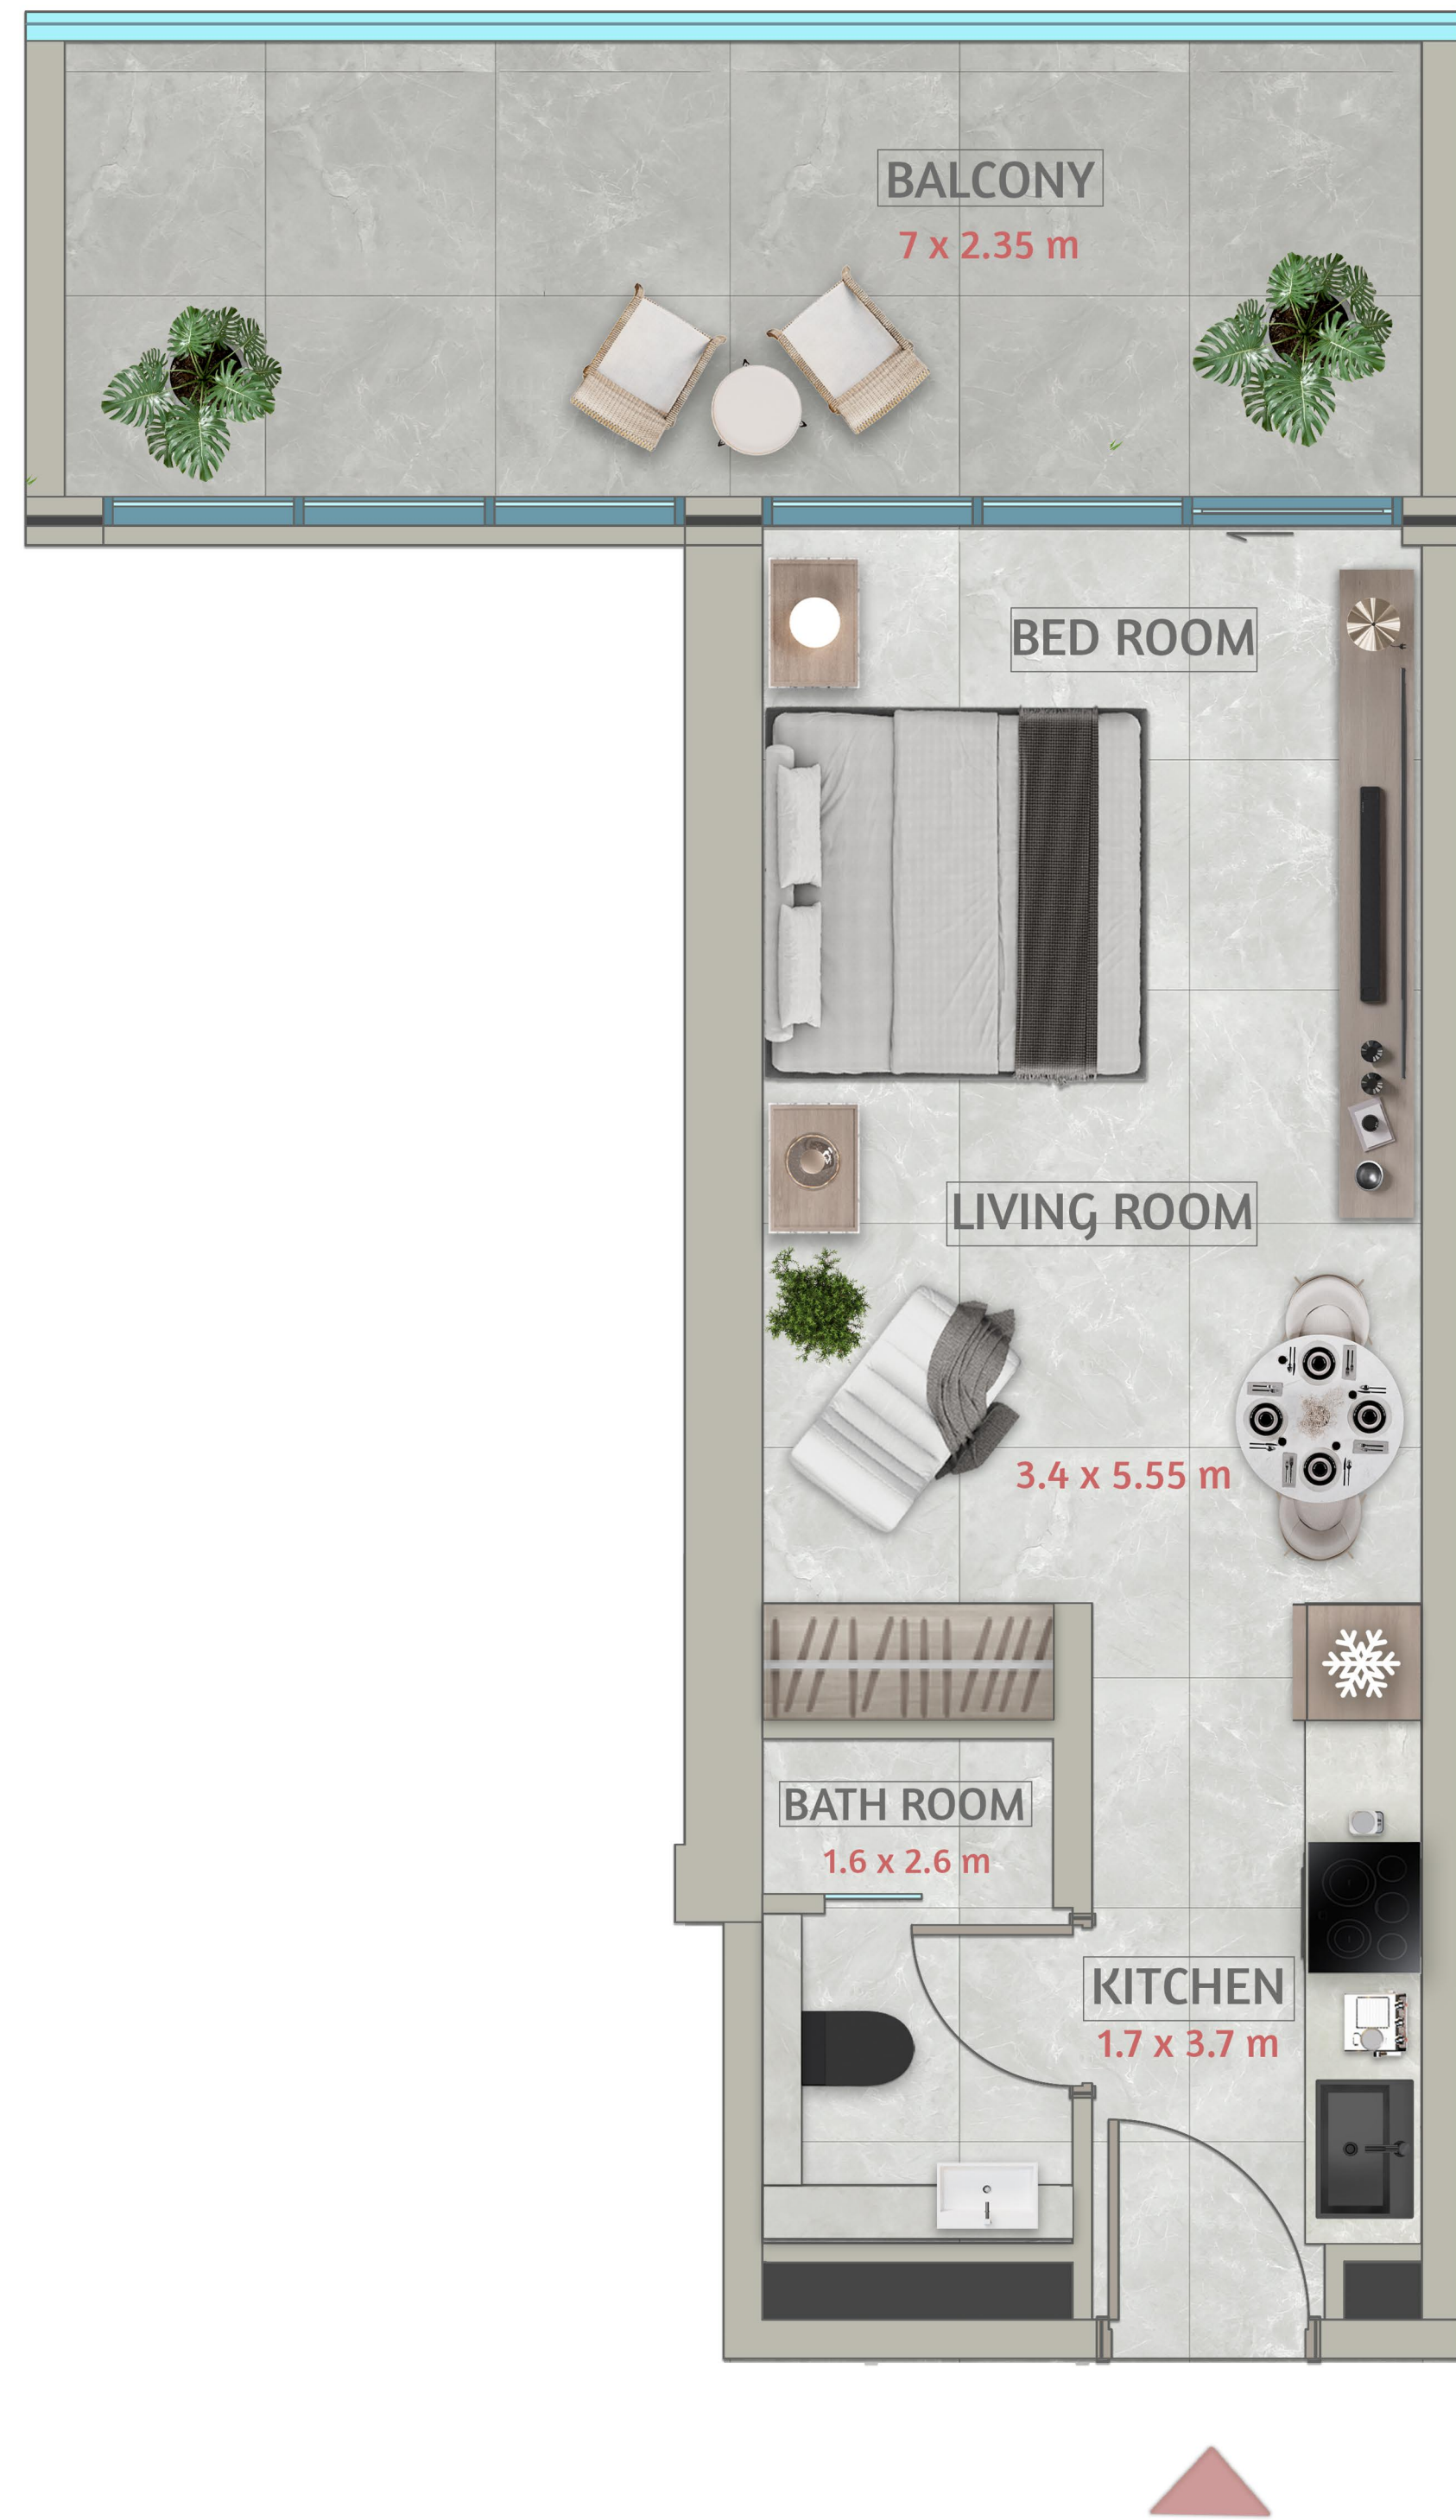 BALCONY
7 x 2.35 m
BED ROOM
LIVING ROOM
3.4 x 5.55 m
BATH ROOM
1.6 x 2.6 m
KITCHEN
1.7 x 3.7 m